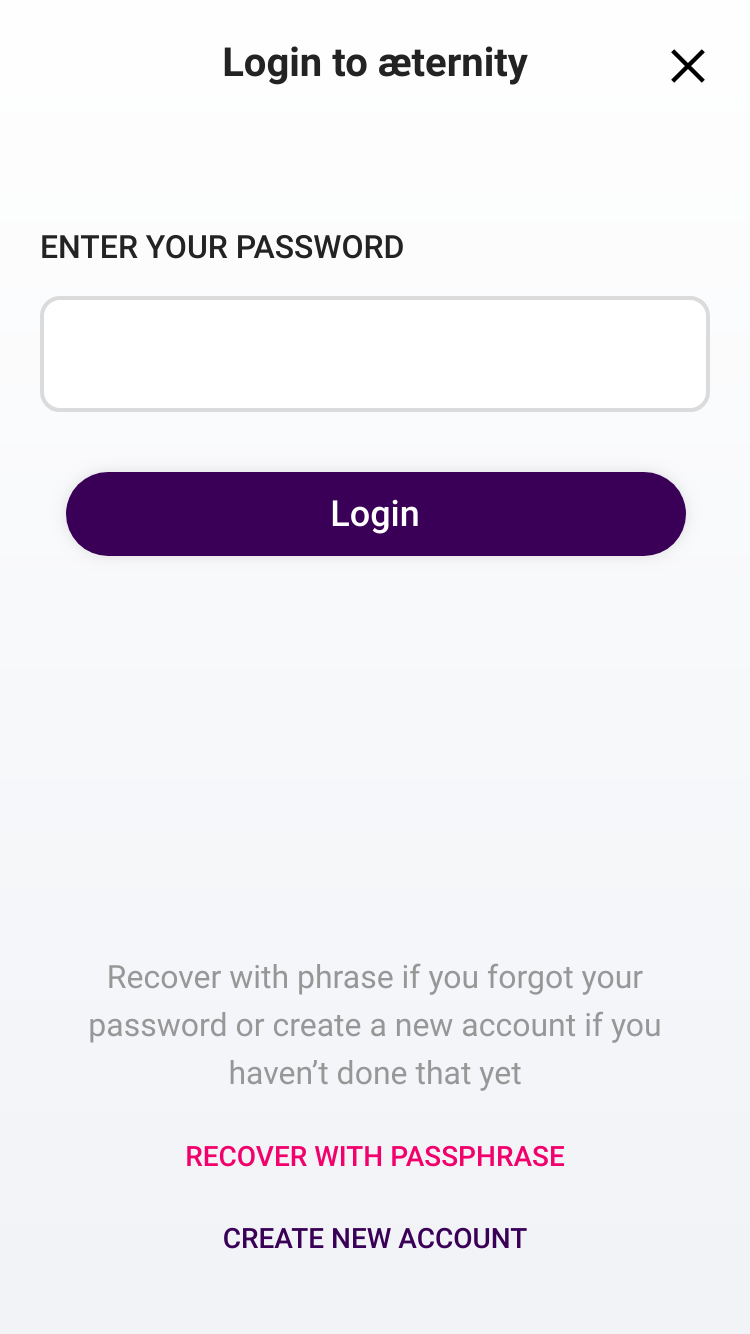 Login to æternity
ENTER YOUR PASSWORD
Login
Recover with phrase if you forgot your
password or create a new account if you
haven’t done that yet
RECOVER WITH PASSPHRASE
CREATE NEW ACCOUNT